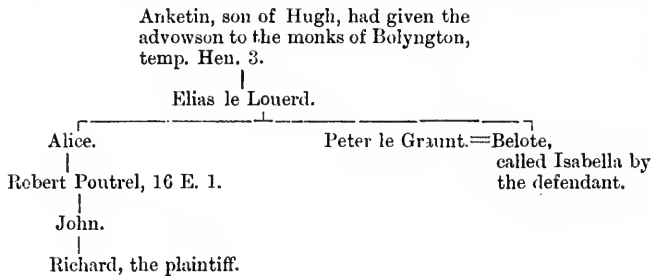 Anketin, son of Hugh, had given the
advowson to the monks of Bolyngton,
temp. Hen. 3.
Elias le Louerd.
Alice. Peter le Graunt.=Belote,
called Isabella by
the defendant.
Robert Poutrel, 16 E. 1.
John.
Richard, the plaintiff.